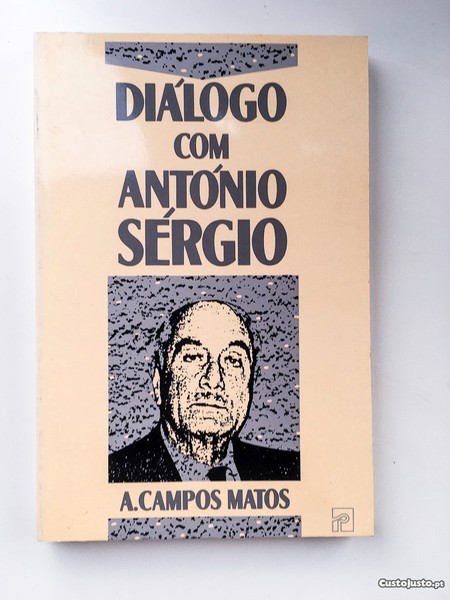 DIÁLOGO
COM
ANTÓNIO
SÉRGIO
A. CAMPOS MATOS
CustoJusto.pt